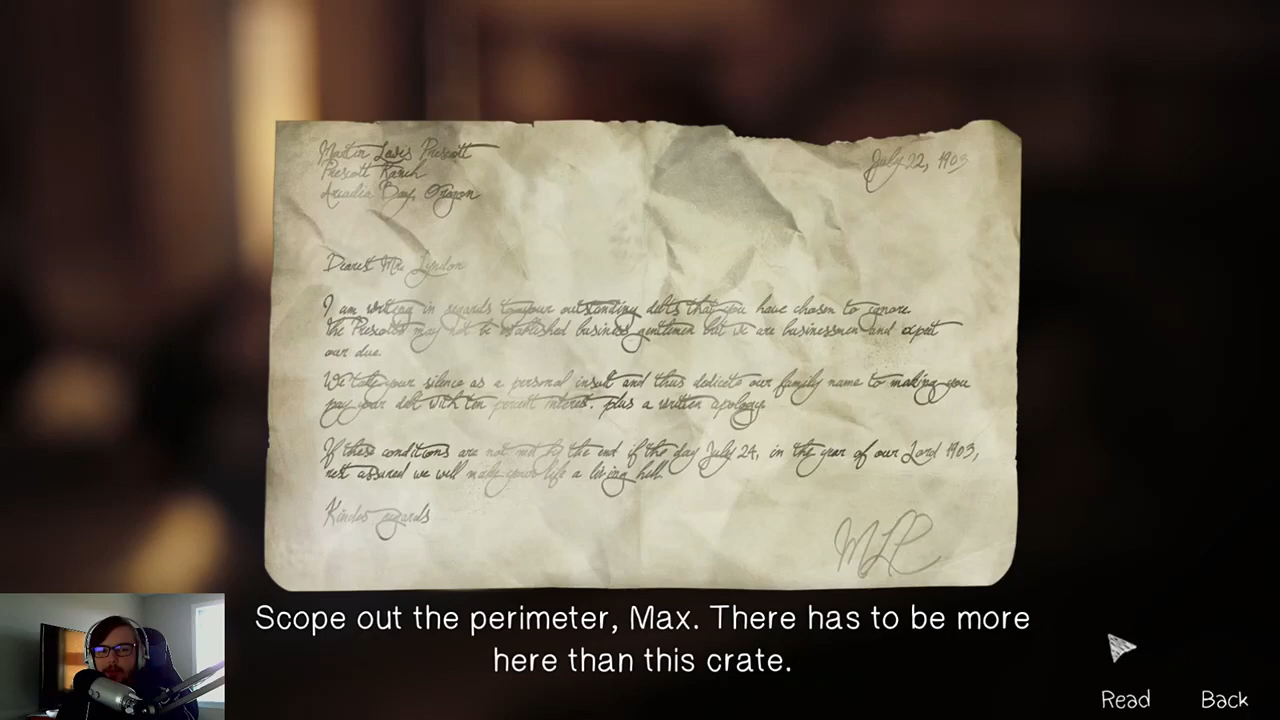 Martin Lewis Prescott
July 22, 1903
Prescott Ranch
Arcadia Bay, Oregon
Dearest Mr. Lyndon
I am writing in regards to your outstanding debts that you have chosen to ignore.
The Prescotts may not be established business gentlemen but we are businessmen and expect
our due.
We take your silence as a personal insult and thus dedicate our family name to making you
pay your debt with ten percent interest. plus a written apology.
If these conditions are not met by the end if the day July 24, in the year of our Lord 1903,
rest assured we will make your life a living hell.
Kindes regards
MLP
Scope out the perimeter, Max. There has to be more
here than this crate.
Read Back